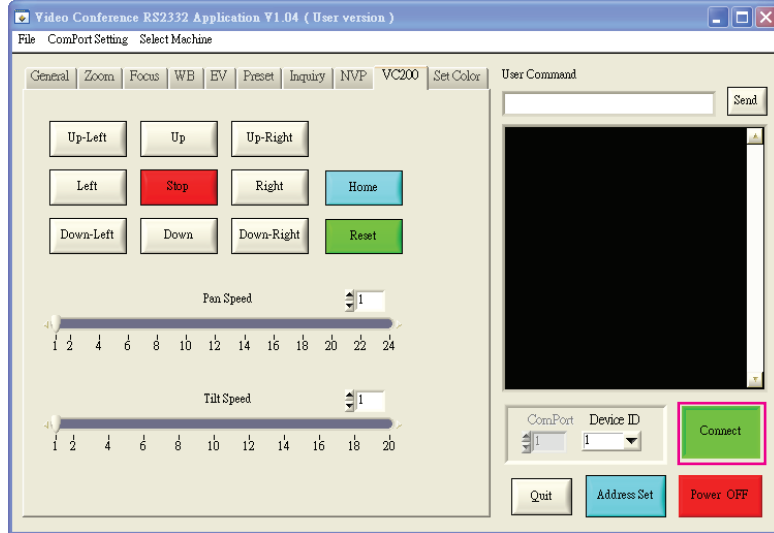 Video Conference RS2332 Application V1.04 ( User version )
File ComPort Setting Select Machine
General Zoom Focus WB EV Preset Inquiry NVP VC200 Set Color
User Command
Send
Up-Left Up Up-Right
Left Stop Right Home
Down-Left Down Down-Right Reset
Pan Speed 1
1 2 4 6 8 10 12 14 16 18 20 22 24
Tilt Speed 1
1 2 4 6 8 10 12 14 16 18 20
ComPort Device ID
1 1
Connect
Quit Address Set Power OFF